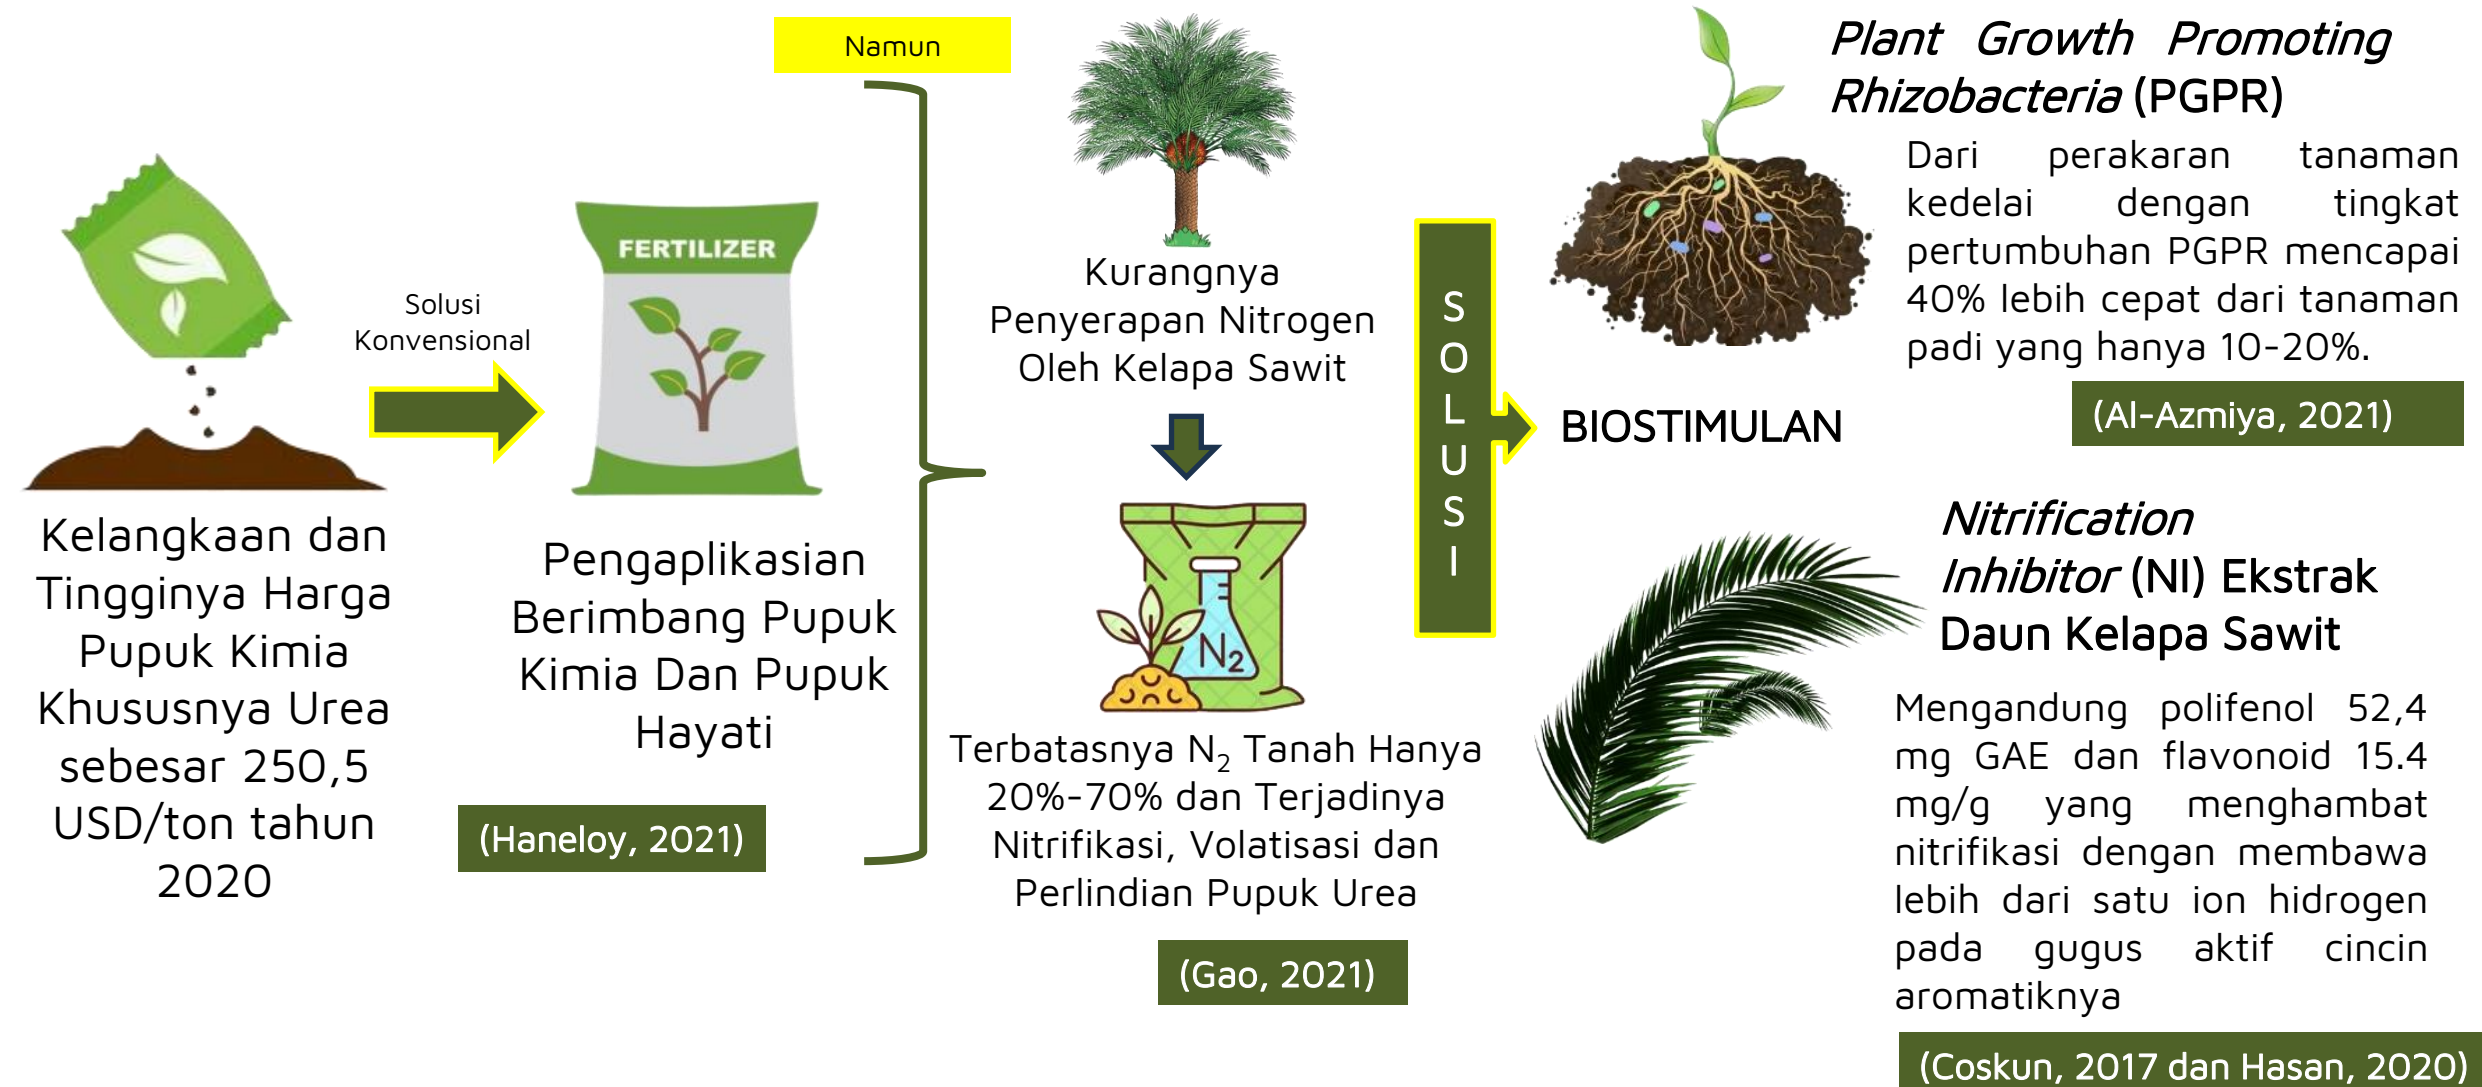 Kelangkaan dan
Tingginya Harga
Pupuk Kimia
Khususnya Urea
sebesar 250,5
USD/ton tahun
2020
Solusi
Konvensional
FERTILIZER
Pengaplikasian
Berimbang Pupuk
Kimia Dan Pupuk
Hayati
(Haneloy, 2021)
Namun
Kurangnya
Penyerapan Nitrogen
Oleh Kelapa Sawit
N2
Terbatasnya N₂ Tanah Hanya
20%-70% dan Terjadinya
Nitrifikasi, Volatisasi dan
Perlindian Pupuk Urea
(Gao, 2021)
S
O
L
U
S
I
BIOSTIMULAN
Plant Growth Promoting
Rhizobacteria (PGPR)
Dari perakaran tanaman
kedelai dengan tingkat
pertumbuhan PGPR mencapai
40% lebih cepat dari tanaman
padi yang hanya 10-20%.
(Al-Azmiya, 2021)
Nitrification
Inhibitor (NI) Ekstrak
Daun Kelapa Sawit
Mengandung polifenol 52,4
mg GAE dan flavonoid 15.4
mg/g yang menghambat
nitrifikasi dengan membawa
lebih dari satu ion hidrogen
pada gugus aktif cincin
aromatiknya
(Coskun, 2017 dan Hasan, 2020)